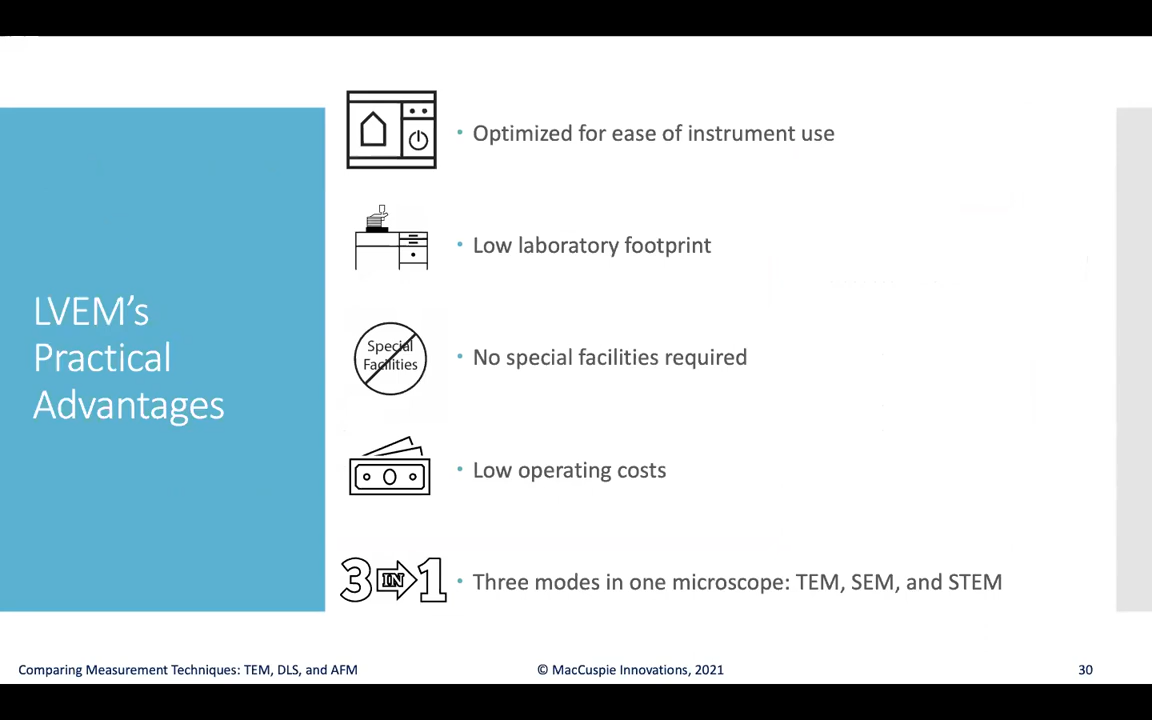 LVEM’s
Practical
Advantages
• Optimized for ease of instrument use
• Low laboratory footprint
Special
Facilities
• No special facilities required
• Low operating costs
3 IN 1
• Three modes in one microscope: TEM, SEM, and STEM
Comparing Measurement Techniques: TEM, DLS, and AFM
© MacCuspie Innovations, 2021
30